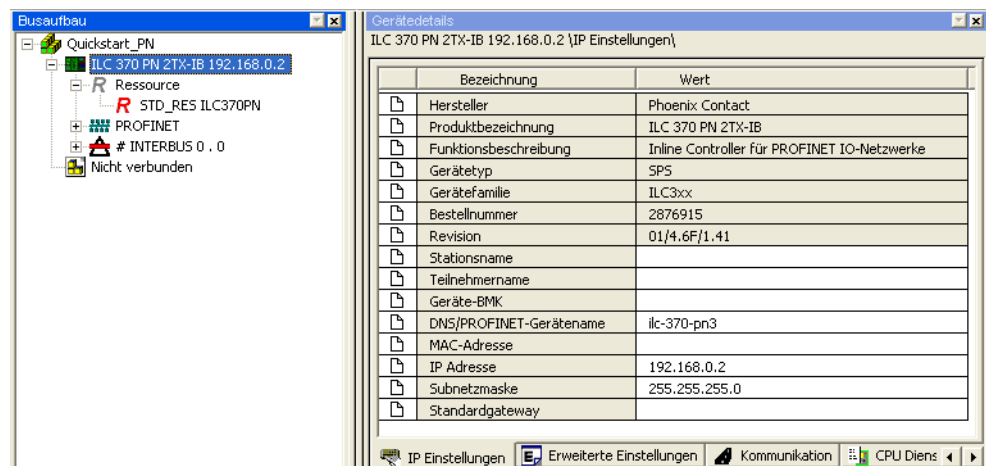 Busaufbau
Quickstart_PN
ILC 370 PN 2TX-IB 192.168.0.2
R Ressource
R STD_RES ILC370PN
PROFINET
# INTERBUS 0 . 0
Nicht verbunden
Gerätedetails
ILC 370 PN 2TX-IB 192.168.0.2 \IP Einstellungen\
Bezeichnung Wert
Hersteller Phoenix Contact
Produktbezeichnung ILC 370 PN 2TX-IB
Funktionsbeschreibung Inline Controller für PROFINET IO-Netzwerke
Gerätetyp SPS
Gerätefamilie ILC3xx
Bestellnummer 2876915
Revision 01/4.6F/1.41
Stationsname
Teilnehmername
Geräte-BMK
DNS/PROFINET-Gerätename ilc-370-pn3
MAC-Adresse
IP Adresse 192.168.0.2
Subnetzmaske 255.255.255.0
Standardgateway
IP Einstellungen Erweiterte Einstellungen Kommunikation CPU Diens